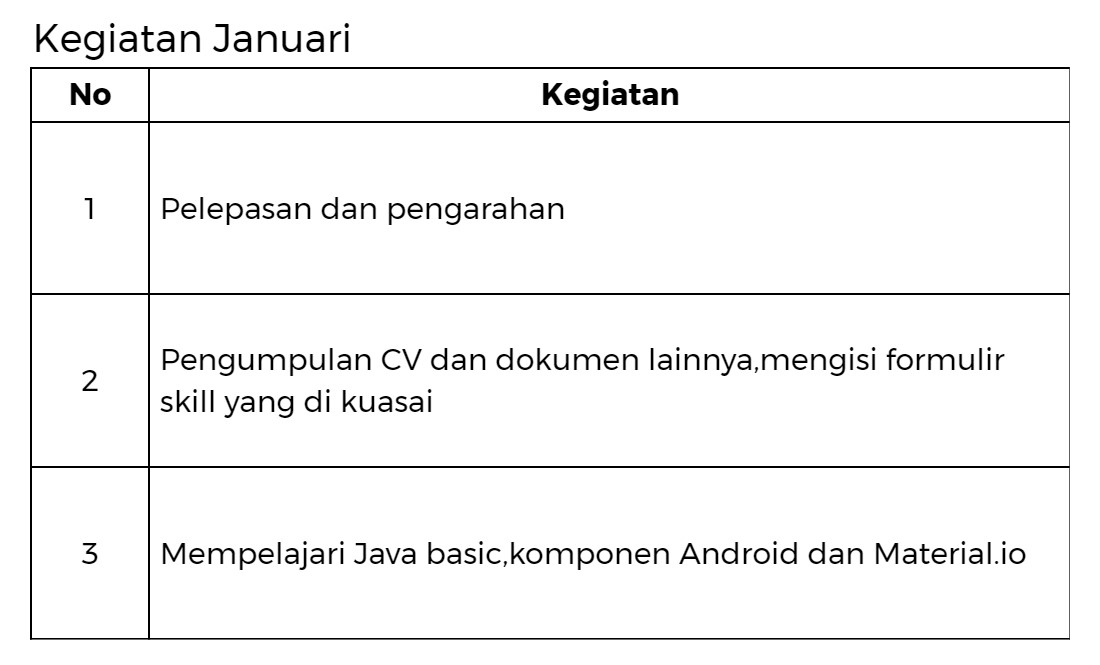 Kegiatan Januari
No Kegiatan
1 Pelepasan dan pengarahan
2 Pengumpulan CV dan dokumen lainnya,mengisi formulir
skill yang di kuasai
3 Mempelajari Java basic,komponen Android dan Material.io